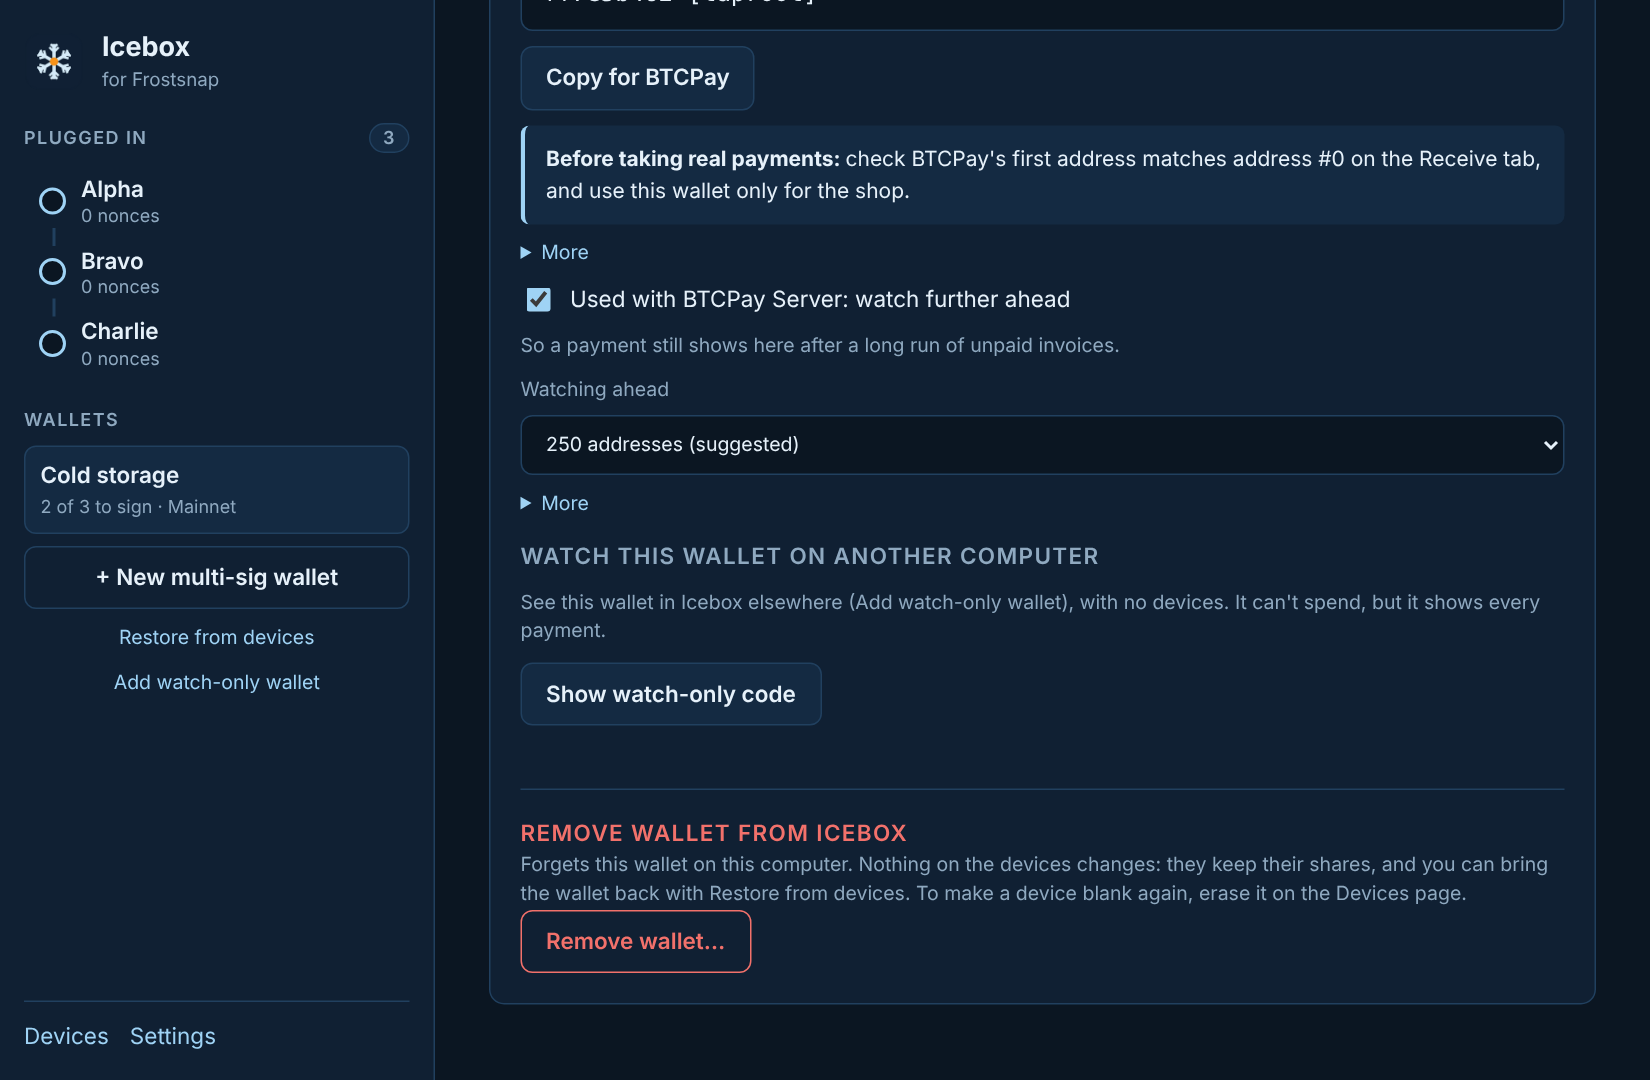 Icebox
for Frostsnap
PLUGGED IN
3
Alpha
0 nonces
Bravo
0 nonces
Charlie
0 nonces
WALLETS
Cold storage
2 of 3 to sign · Mainnet
+ New multi-sig wallet
Restore from devices
Add watch-only wallet
Devices
Settings
Copy for BTCPay
Before taking real payments: check BTCPay's first address matches address #0 on the Receive tab,
and use this wallet only for the shop.
More
Used with BTCPay Server: watch further ahead
So a payment still shows here after a long run of unpaid invoices.
Watching ahead
250 addresses (suggested)
More
WATCH THIS WALLET ON ANOTHER COMPUTER
See this wallet in Icebox elsewhere (Add watch-only wallet), with no devices. It can't spend, but it shows every
payment.
Show watch-only code
REMOVE WALLET FROM ICEBOX
Forgets this wallet on this computer. Nothing on the devices changes: they keep their shares, and you can bring
the wallet back with Restore from devices. To make a device blank again, erase it on the Devices page.
Remove wallet...